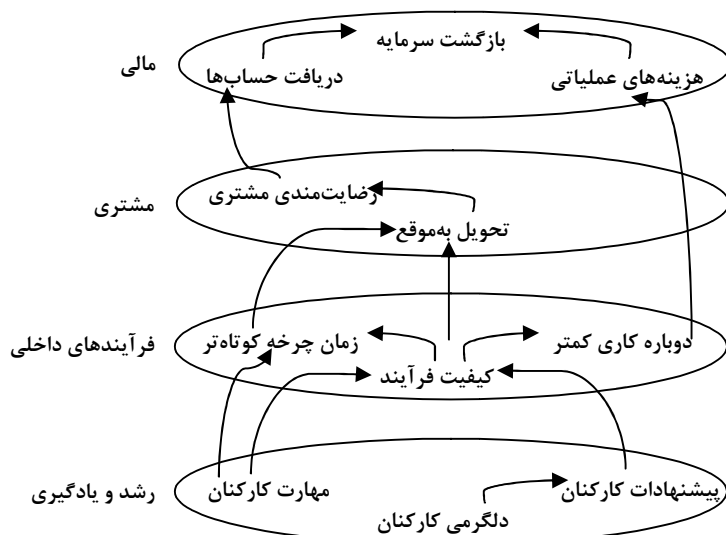 بازگشت سرمایه
مالی
دریافت حساب‌ها
هزینه‌های عملیاتی
رضایت‌مندی مشتری
مشتری
تحویل به‌موقع
فرآیندهای داخلی
زمان چرخه کوتاه‌تر
دوباره کاری کمتر
کیفیت فرآیند
رشد و یادگیری
مهارت کارکنان
پیشنهادات کارکنان
دلگرمی کارکنان